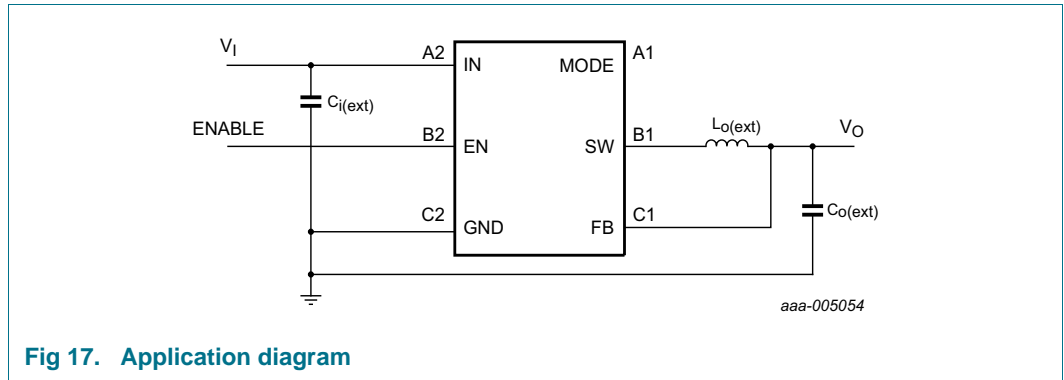 VI
A2
IN
MODE
A1
Ci(ext)
ENABLE
B2
EN
SW
B1
Lo(ext)
VO
C2
GND
FB
C1
Co(ext)
aaa-005054
Fig 17. Application diagram